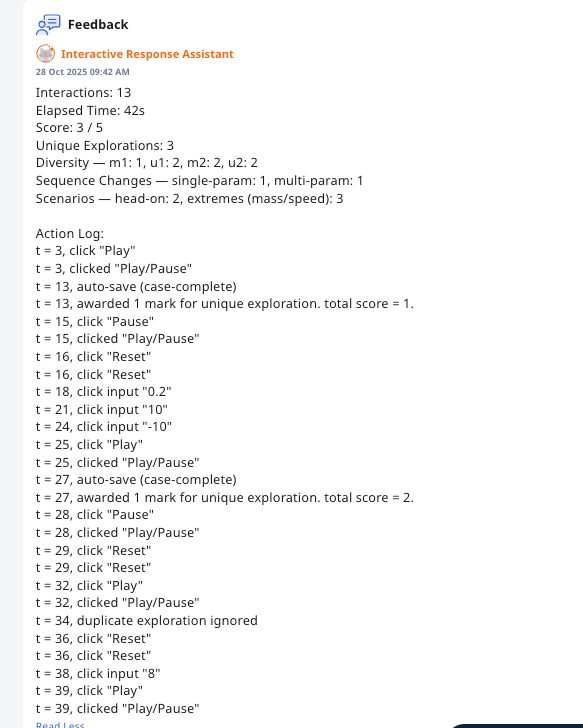 Feedback
Interactive Response Assistant
28 Oct 2025 09:42 AM
Interactions: 13
Elapsed Time: 42s
Score: 3 / 5
Unique Explorations: 3
Diversity — m1: 1, u1: 2, m2: 2, u2: 2
Sequence Changes — single-param: 1, multi-param: 1
Scenarios — head-on: 2, extremes (mass/speed): 3
Action Log:
t = 3, click "Play"
t = 3, clicked "Play/Pause"
t = 13, auto-save (case-complete)
t = 13, awarded 1 mark for unique exploration. total score = 1.
t = 15, click "Pause"
t = 15, clicked "Play/Pause"
t = 16, click "Reset"
t = 16, click "Reset"
t = 18, click input "0.2"
t = 21, click input "10"
t = 24, click input "-10"
t = 25, click "Play"
t = 25, clicked "Play/Pause"
t = 27, auto-save (case-complete)
t = 27, awarded 1 mark for unique exploration. total score = 2.
t = 28, click "Pause"
t = 28, clicked "Play/Pause"
t = 29, click "Reset"
t = 29, click "Reset"
t = 32, click "Play"
t = 32, clicked "Play/Pause"
t = 34, duplicate exploration ignored
t = 36, click "Reset"
t = 36, click "Reset"
t = 38, click input "8"
t = 39, click "Play"
t = 39, clicked "Play/Pause"
Read Less